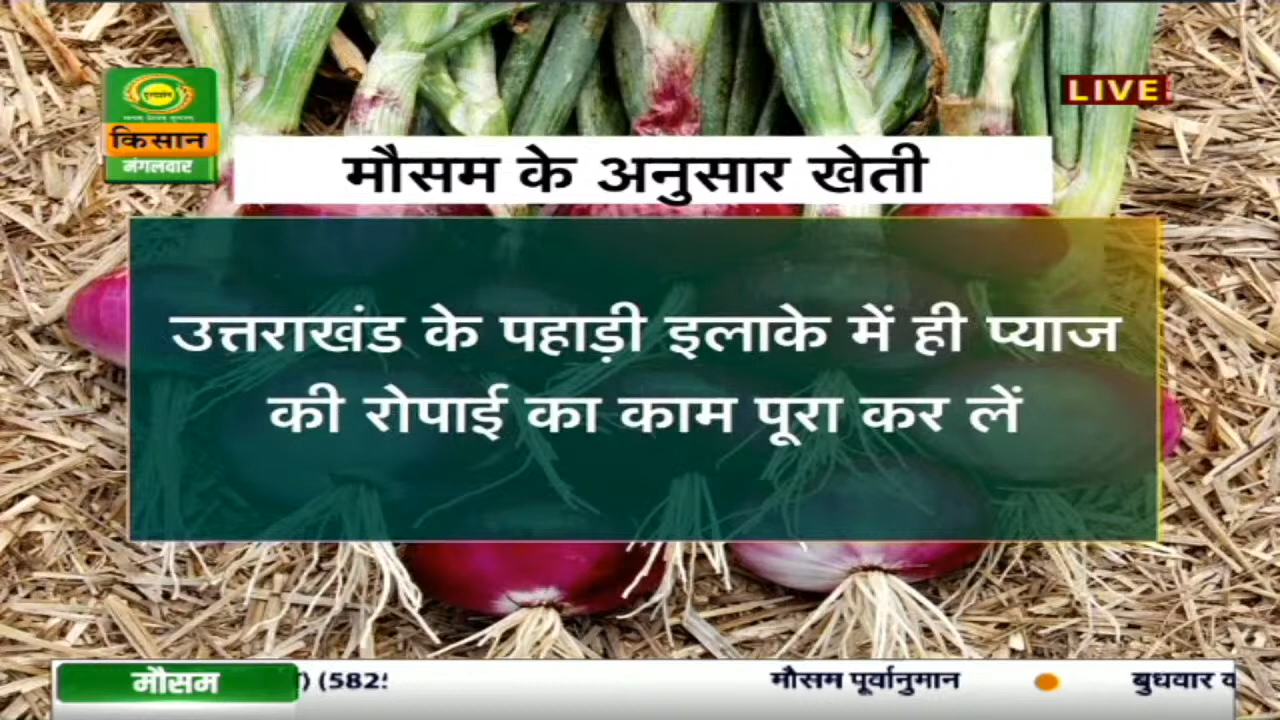 किसान
मंगलवार
LIVE
मौसम के अनुसार खेती
उत्तराखंड के पहाड़ी इलाके में ही प्याज
की रोपाई का काम पूरा कर लें
मौसम
) (582
मौसम पूर्वानुमान
बुधवार